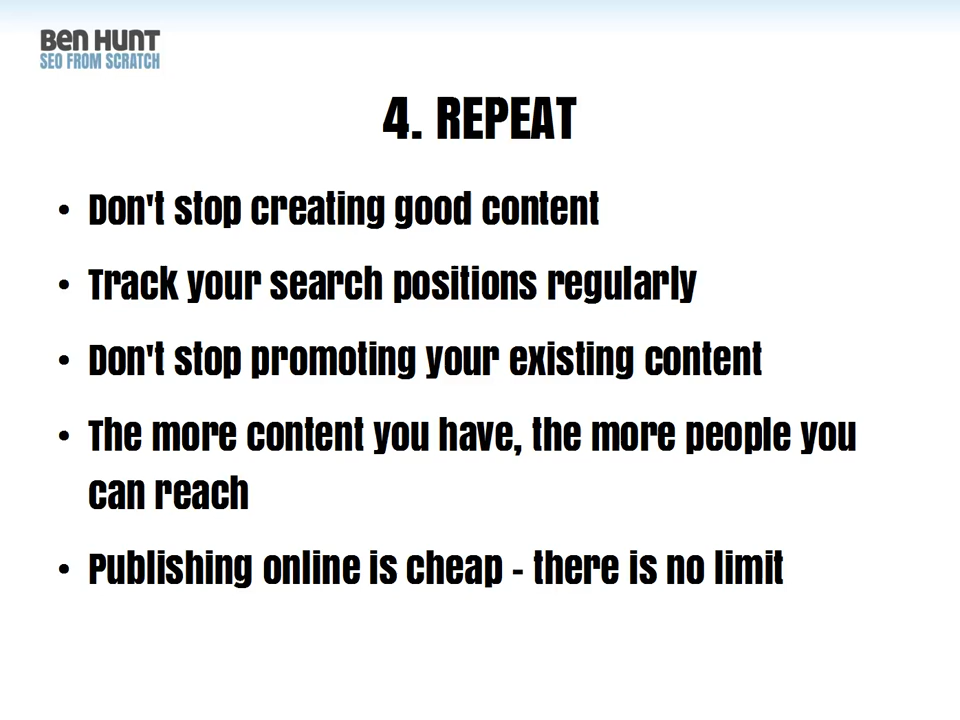 Ben Hunt
SEO FROM SCRATCH
4. REPEAT
• Don't stop creating good content
• Track your search positions regularly
• Don't stop promoting your existing content
• The more content you have, the more people you
can reach
• Publishing online is cheap - there is no limit